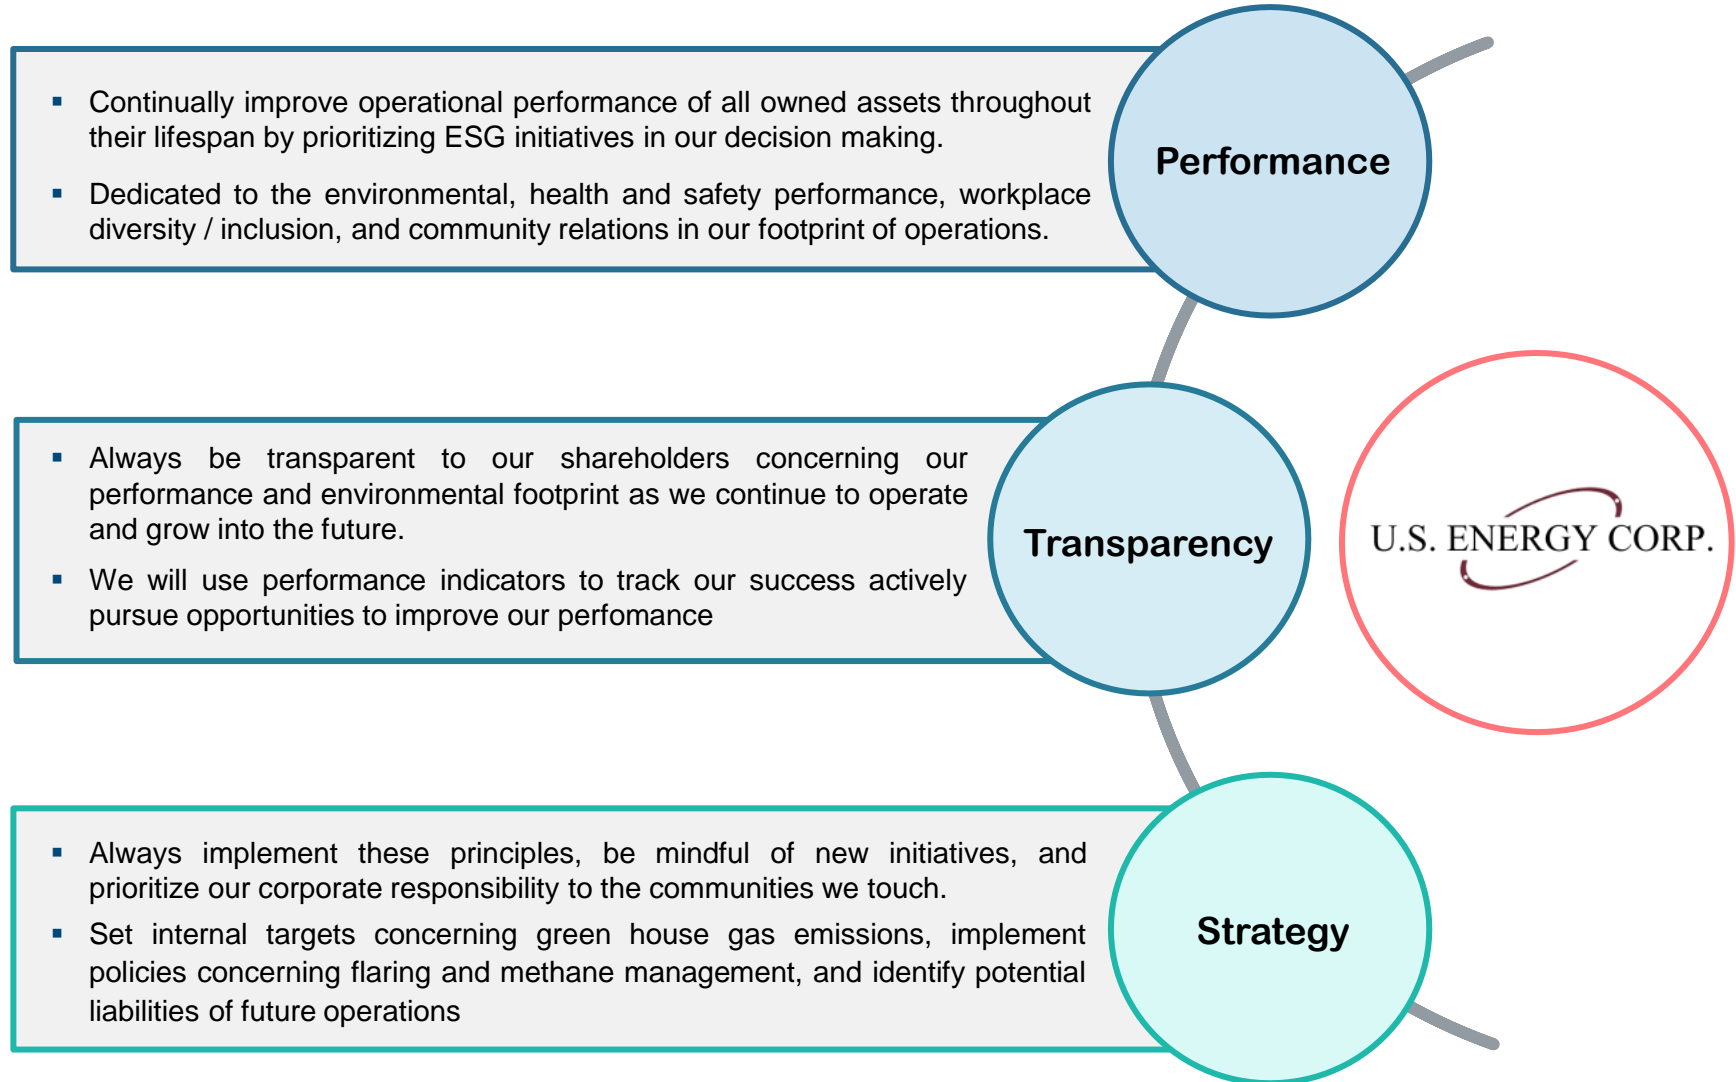 ▪ Continually improve operational performance of all owned assets throughout
their lifespan by prioritizing ESG initiatives in our decision making.
▪ Dedicated to the environmental, health and safety performance, workplace
diversity / inclusion, and community relations in our footprint of operations.
Performance
▪ Always be transparent to our shareholders concerning our
performance and environmental footprint as we continue to operate
and grow into the future.
▪ We will use performance indicators to track our success actively
pursue opportunities to improve our perfomance
Transparency
U.S. ENERGY CORP.
▪ Always implement these principles, be mindful of new initiatives, and
prioritize our corporate responsibility to the communities we touch.
▪ Set internal targets concerning green house gas emissions, implement
policies concerning flaring and methane management, and identify potential
liabilities of future operations
Strategy